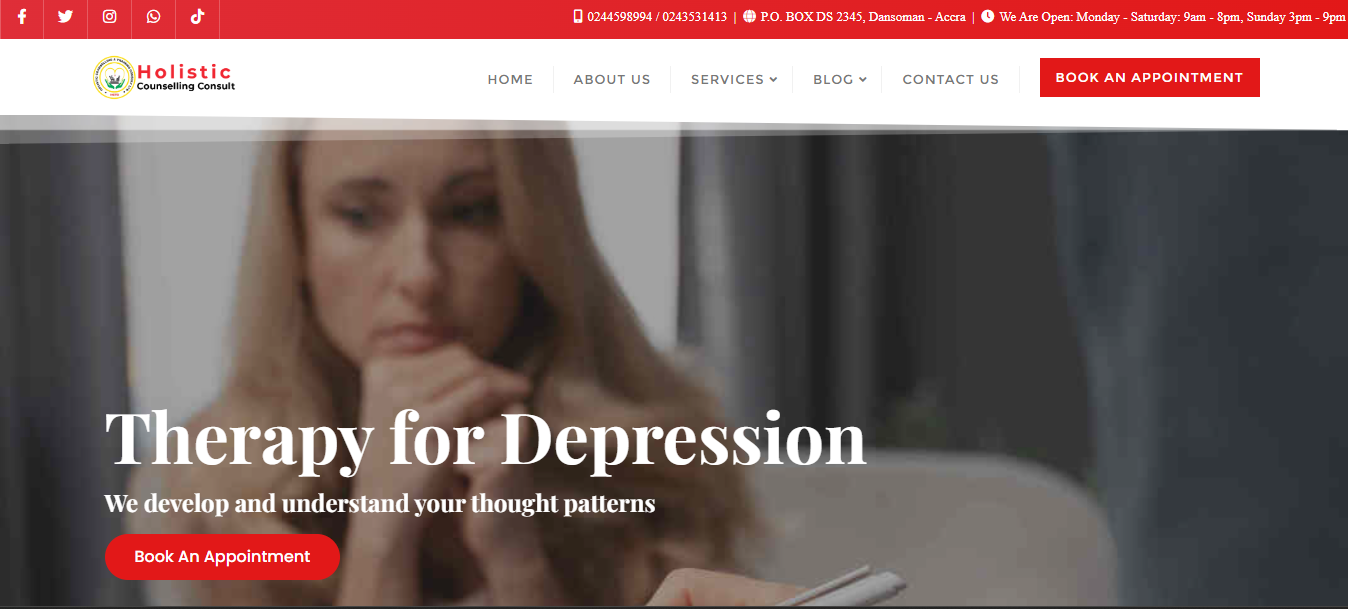 0244598994 / 0243531413 | P.O. BOX DS 2345, Dansoman - Accra | We Are Open: Monday - Saturday: 9am - 8pm, Sunday 3pm - 9pm
Holistic
Counselling Consult
HOME ABOUT US SERVICES BLOG CONTACT US BOOK AN APPOINTMENT
Therapy for Depression
We develop and understand your thought patterns
Book An Appointment